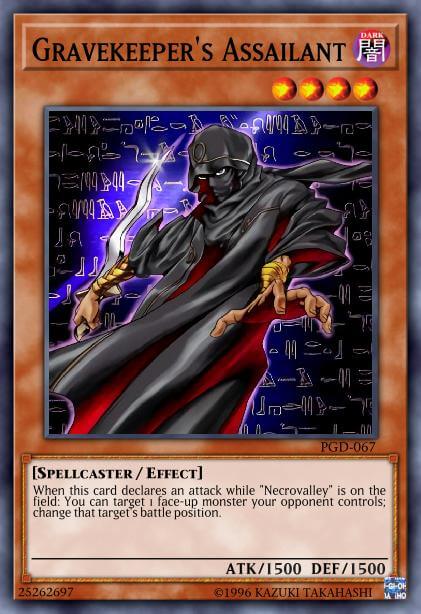 Gravekeeper's Assailant
DARK
闇
PGD-067
[Spellcaster / Effect]
When this card declares an attack while "Necrovalley" is on the
field: You can target 1 face-up monster your opponent controls;
change that target's battle position.
ATK/1500 DEF/1500
25262697
©1996 KAZUKI TAKAHASHI